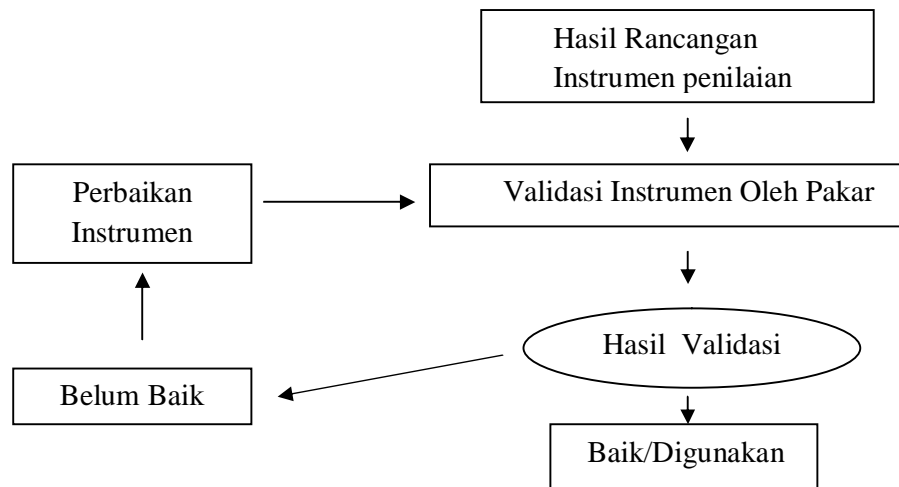 Hasil Rancangan
Instrumen penilaian
Perbaikan
Instrumen
Validasi Instrumen Oleh Pakar
Hasil Validasi
Belum Baik
Baik/Digunakan